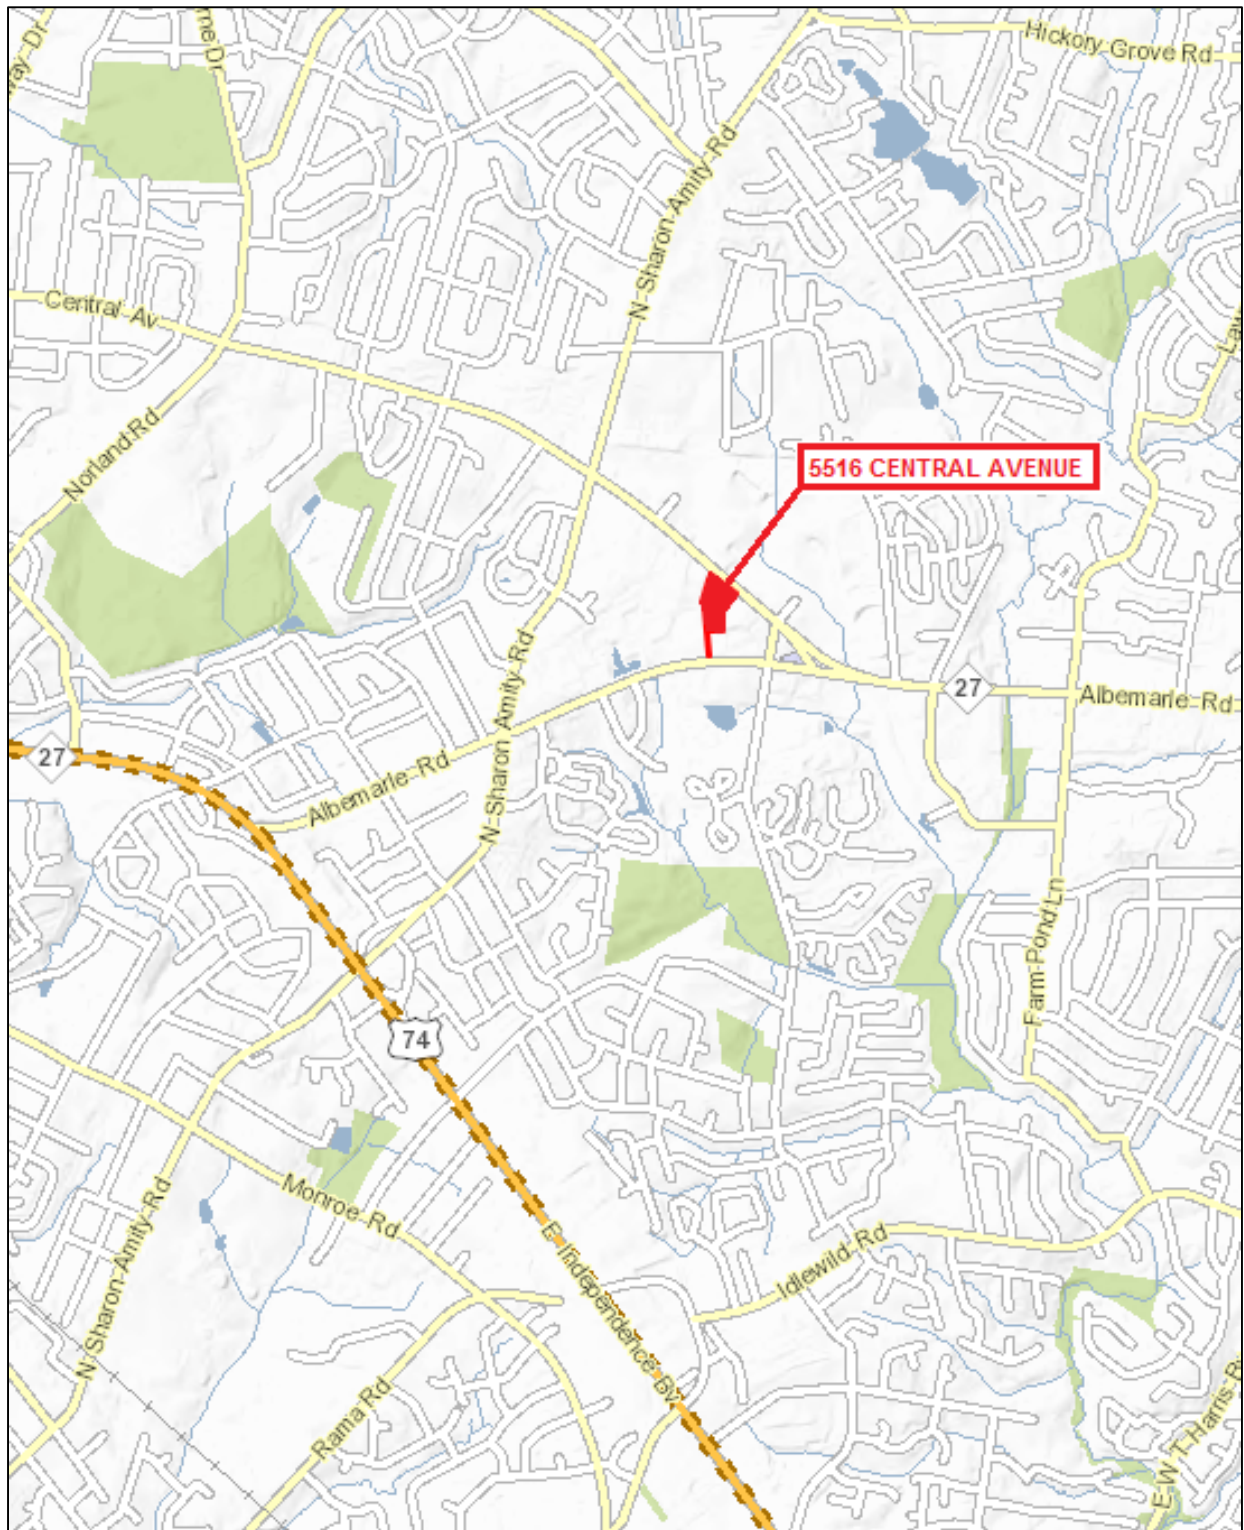 Hickory Grove Rd
N Sharon Amity Rd
Central Av
Norland Rd
5516 CENTRAL AVENUE
N Sharon Amity Rd
27
Albemarle Rd
27
Albemarle Rd
Farm Pond Ln
74
Monroe Rd
N Sharon Amity Rd
E Independence Bv
Idlewild Rd
Rama Rd
E W T Harris B